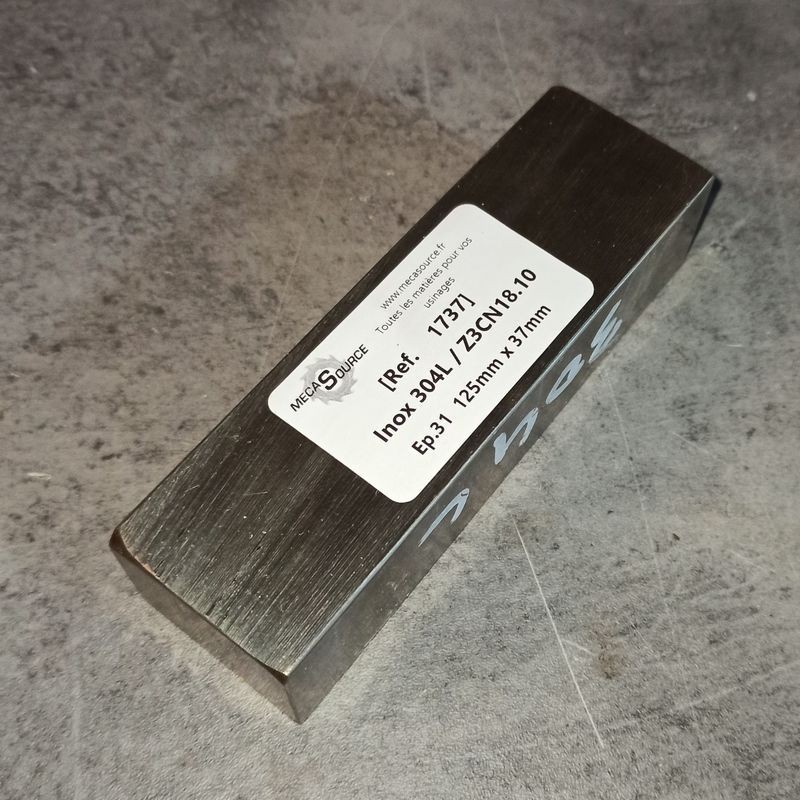 www.mecasource.fr
Toutes les matières pour vos
usinages
MECASOURCE
[Ref. 1737]
Inox 304L / Z3CN18.10
Ep.31 125mm x 37mm
304L